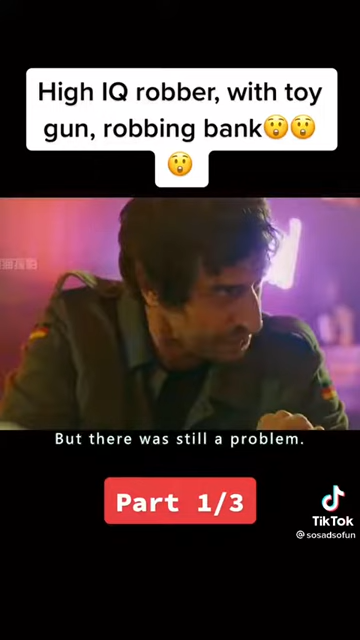 High IQ robber, with toy
gun, robbing bank😲😲
😲
But there was still a problem.
Part 1/3
TikTok
@sosadsofun